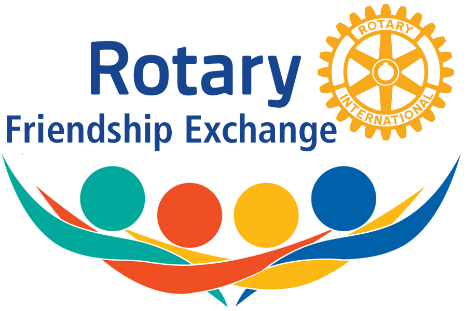 Rotary
Friendship Exchange
ROTARY
INTERNATIONAL